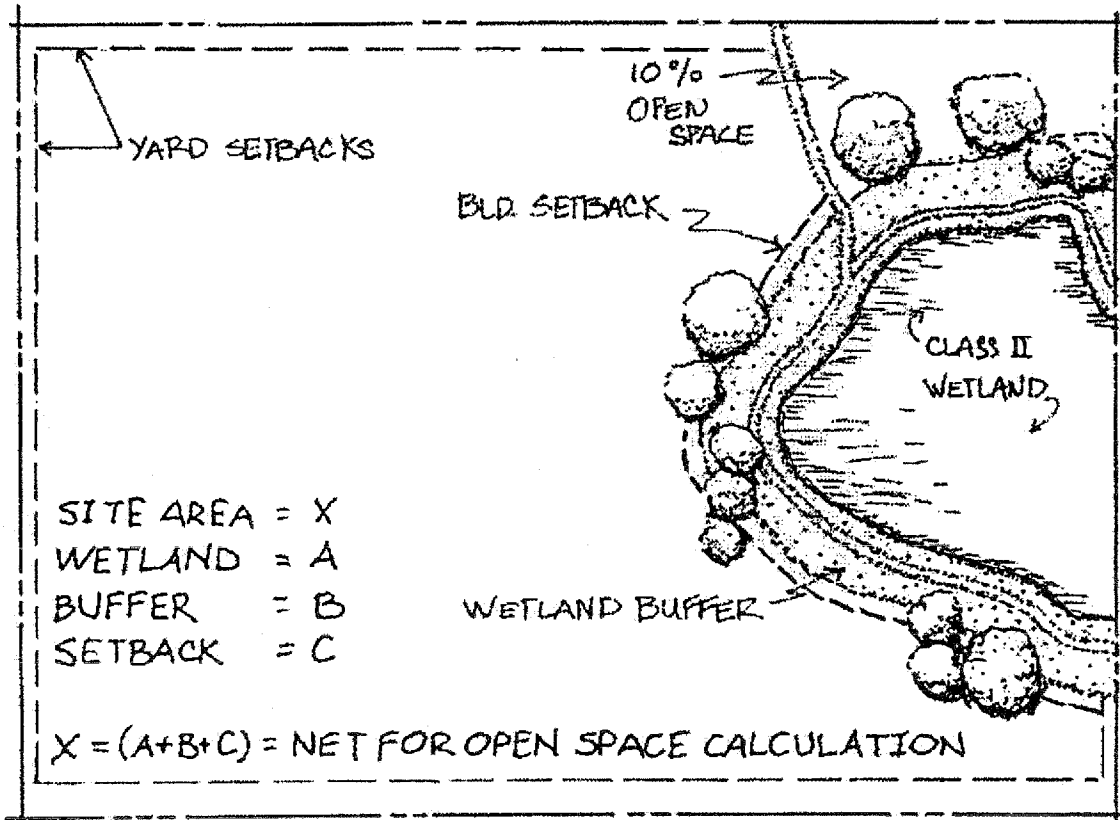 10%
OPEN
SPACE
YARD SETBACKS
BLD. SETBACK
CLASS II
WETLAND
SITE AREA = X
WETLAND = A
BUFFER = B
SETBACK = C
WETLAND BUFFER
X = (A+B+C) = NET FOR OPEN SPACE CALCULATION